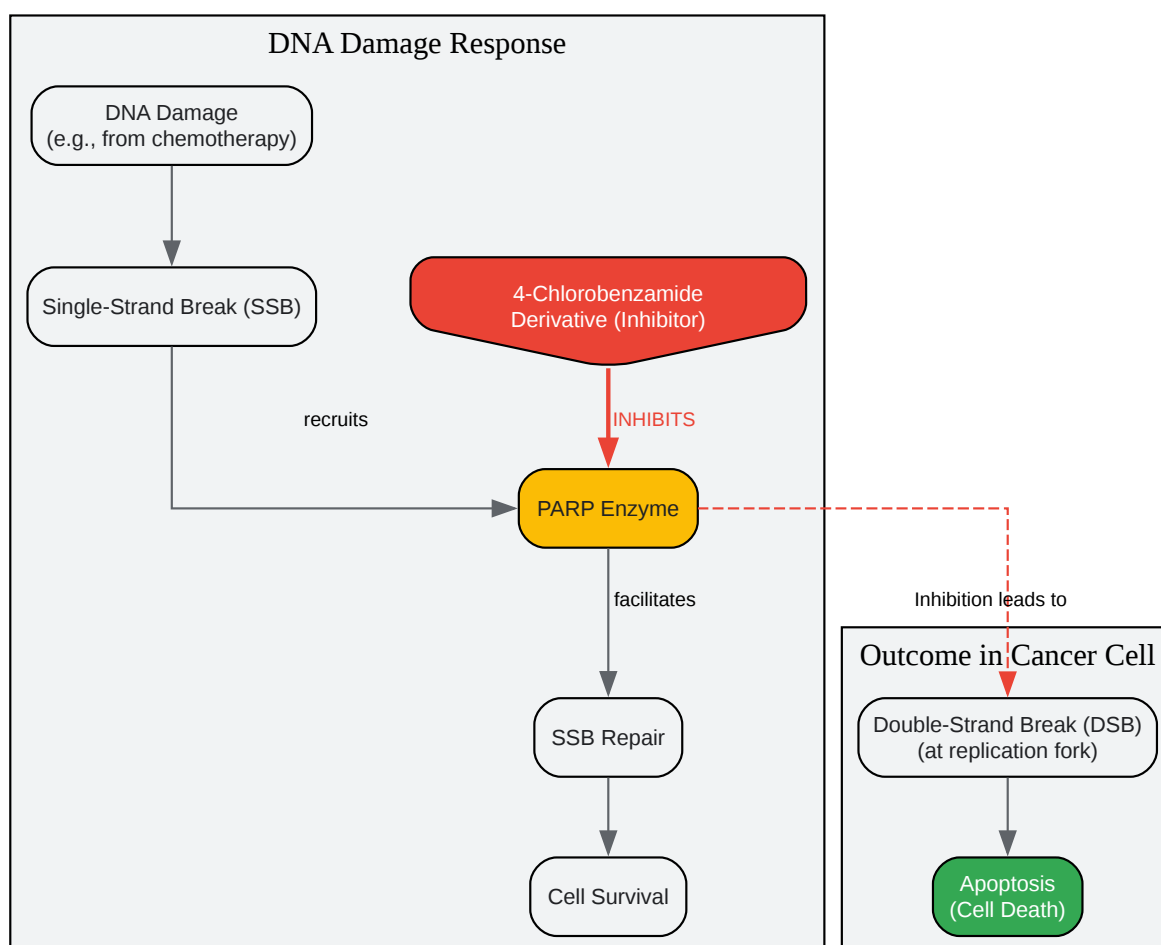 DNA Damage Response
DNA Damage
(e.g., from chemotherapy)
Single-Strand Break (SSB)
4-Chlorobenzamide
Derivative (Inhibitor)
recruits
INHIBITS
PARP Enzyme
facilitates
Inhibition leads to
Outcome in Cancer Cell
SSB Repair
Double-Strand Break (DSB)
(at replication fork)
Cell Survival
Apoptosis
(Cell Death)